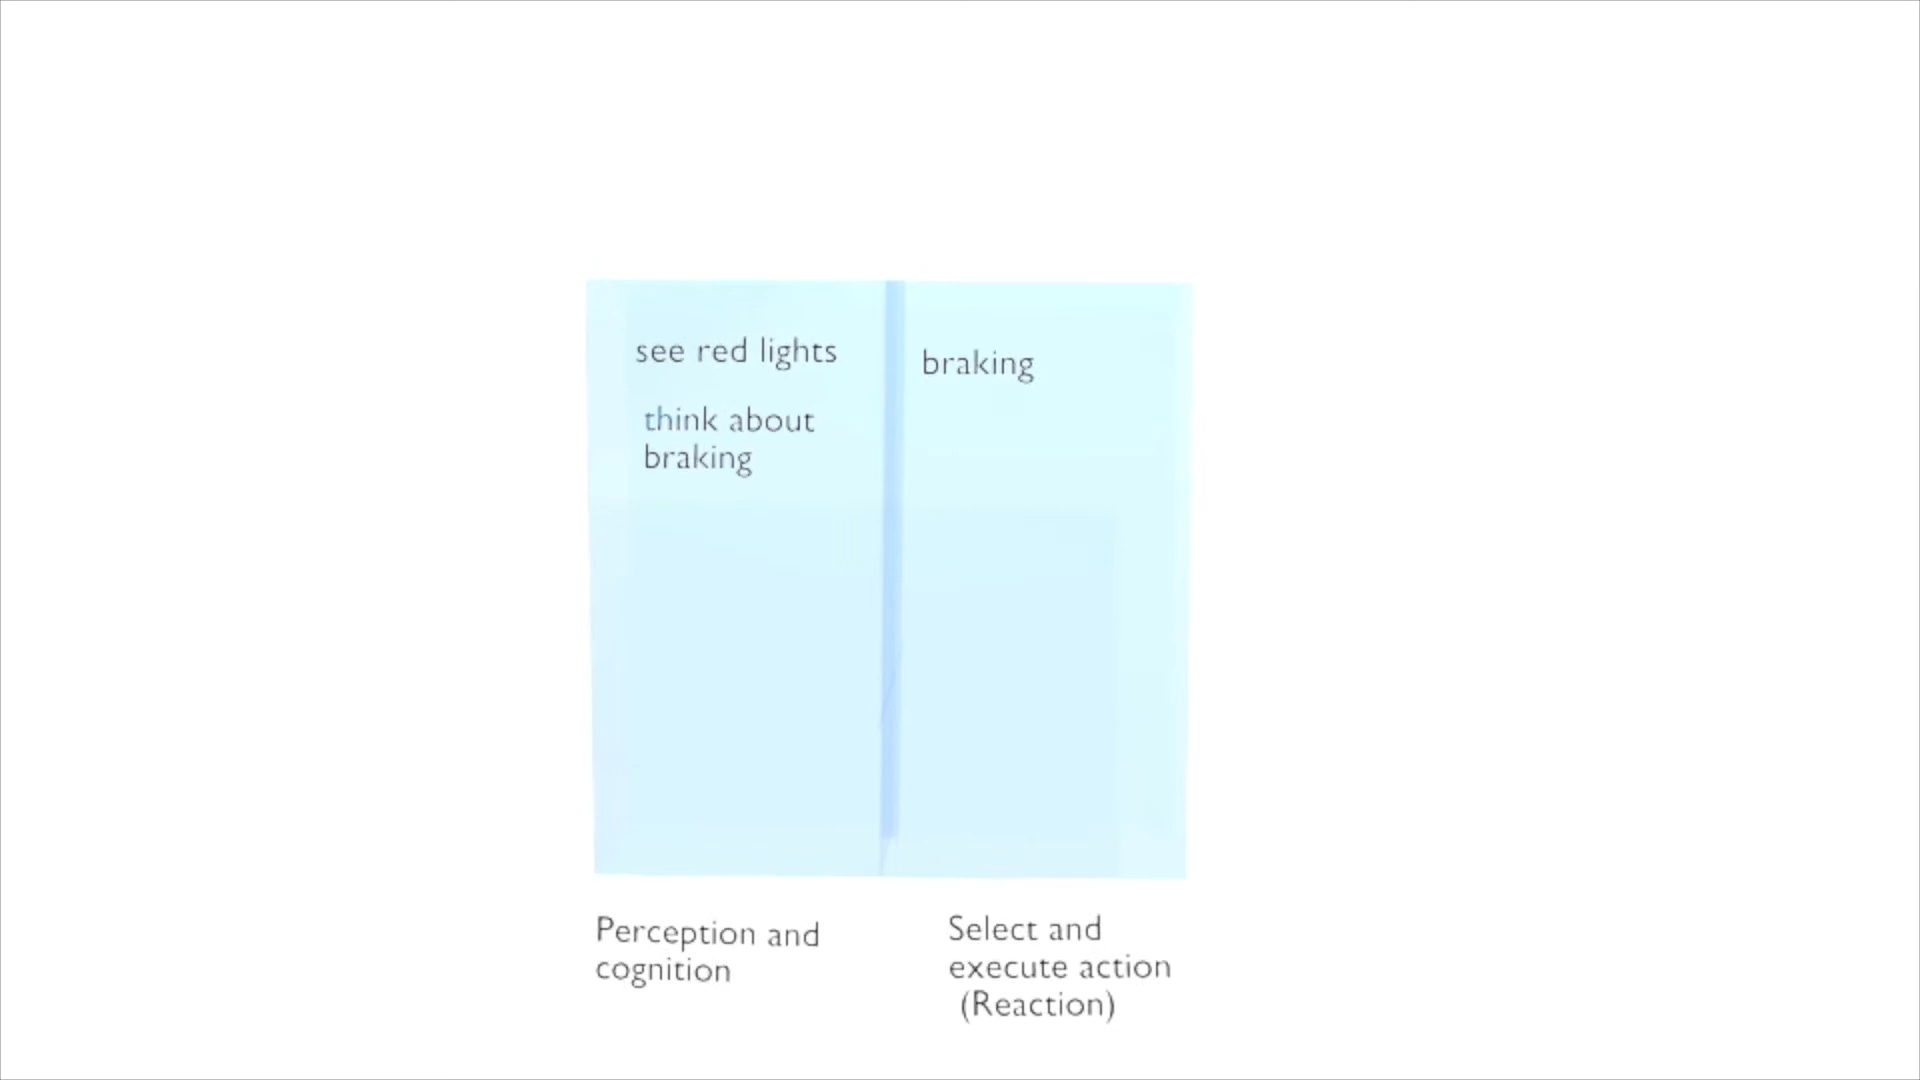 see red lights
think about
braking
braking
Perception and
cognition
Select and
execute action
(Reaction)